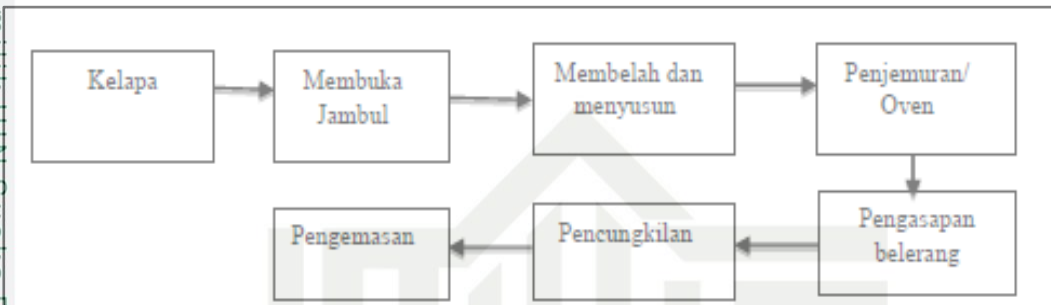 Kelapa
Membuka
Jambul
Membelah dan
menyusun
Penjemuran/
Oven
Pengasapan
belerang
Pencungkilan
Pengemasan